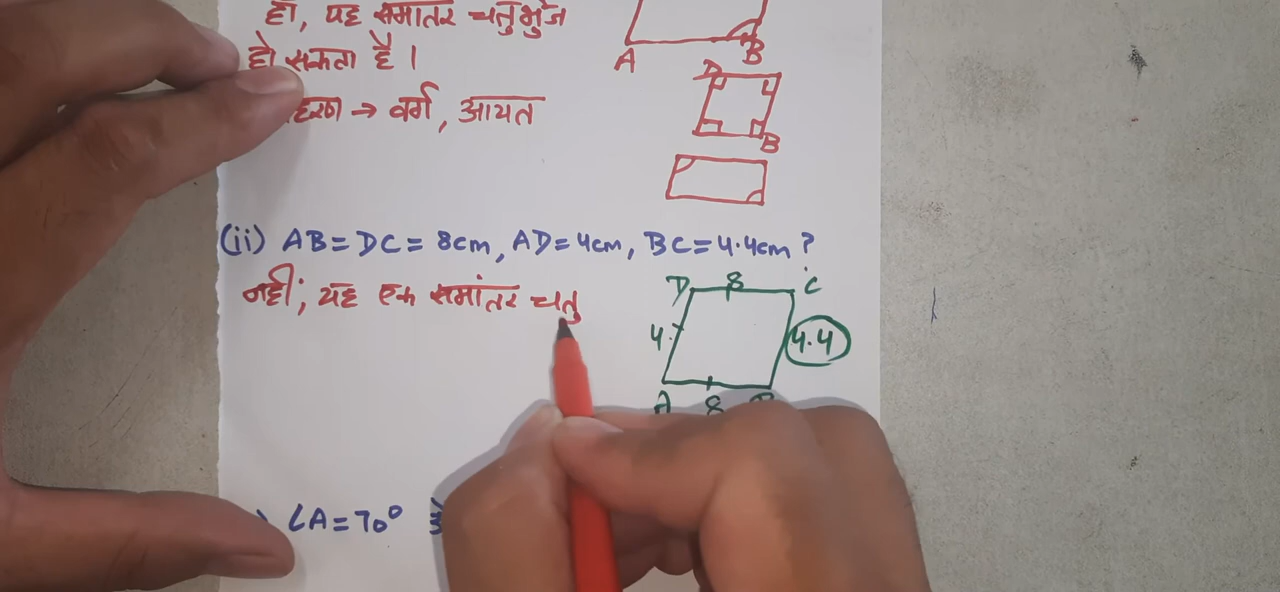 हाँ, यह समांतर चतुर्भुज
हो सकता है।
→ वर्ग, आयत
A B
D
B
(ii) AB = DC = 8cm, AD = 4cm, BC = 4.4cm ?
नहीं; यह एक समांतर चतु
D 8 C
4 4.4
A 8 B
∠A = 70°